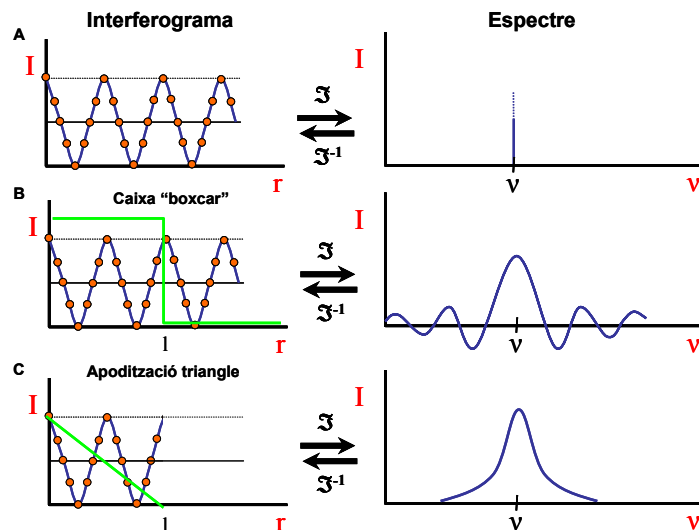 Interferograma
Espectre
A
I
r
ℑ
ℑ-1
I
ν
ν
B
Caixa “boxcar”
I
l
r
ℑ
ℑ-1
I
ν
ν
C
Apodització triangle
I
l
r
ℑ
ℑ-1
I
ν
ν